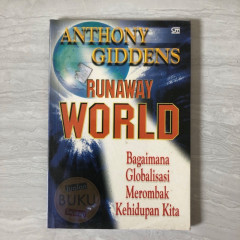 ANTHONY
GIDDENS
RUNAWAY
WORLD
Bagaimana
Globalisasi
Merombak
Kehidupan Kita
BUKU